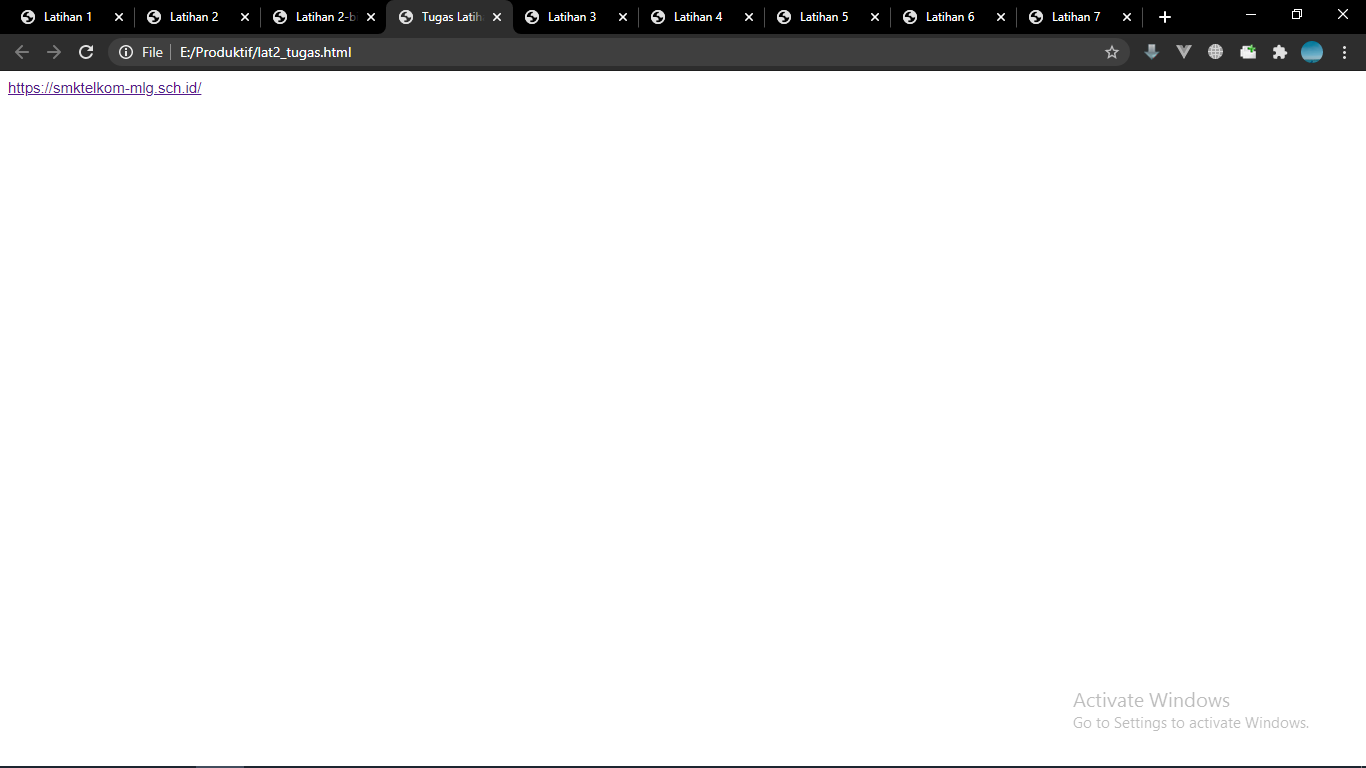 Latihan 1
Latihan 2
Latihan 2-b
Tugas Latih
Latihan 3
Latihan 4
Latihan 5
Latihan 6
Latihan 7
File E:/Produktif/lat2_tugas.html
https://smktelkom-mlg.sch.id/
Activate Windows
Go to Settings to activate Windows.